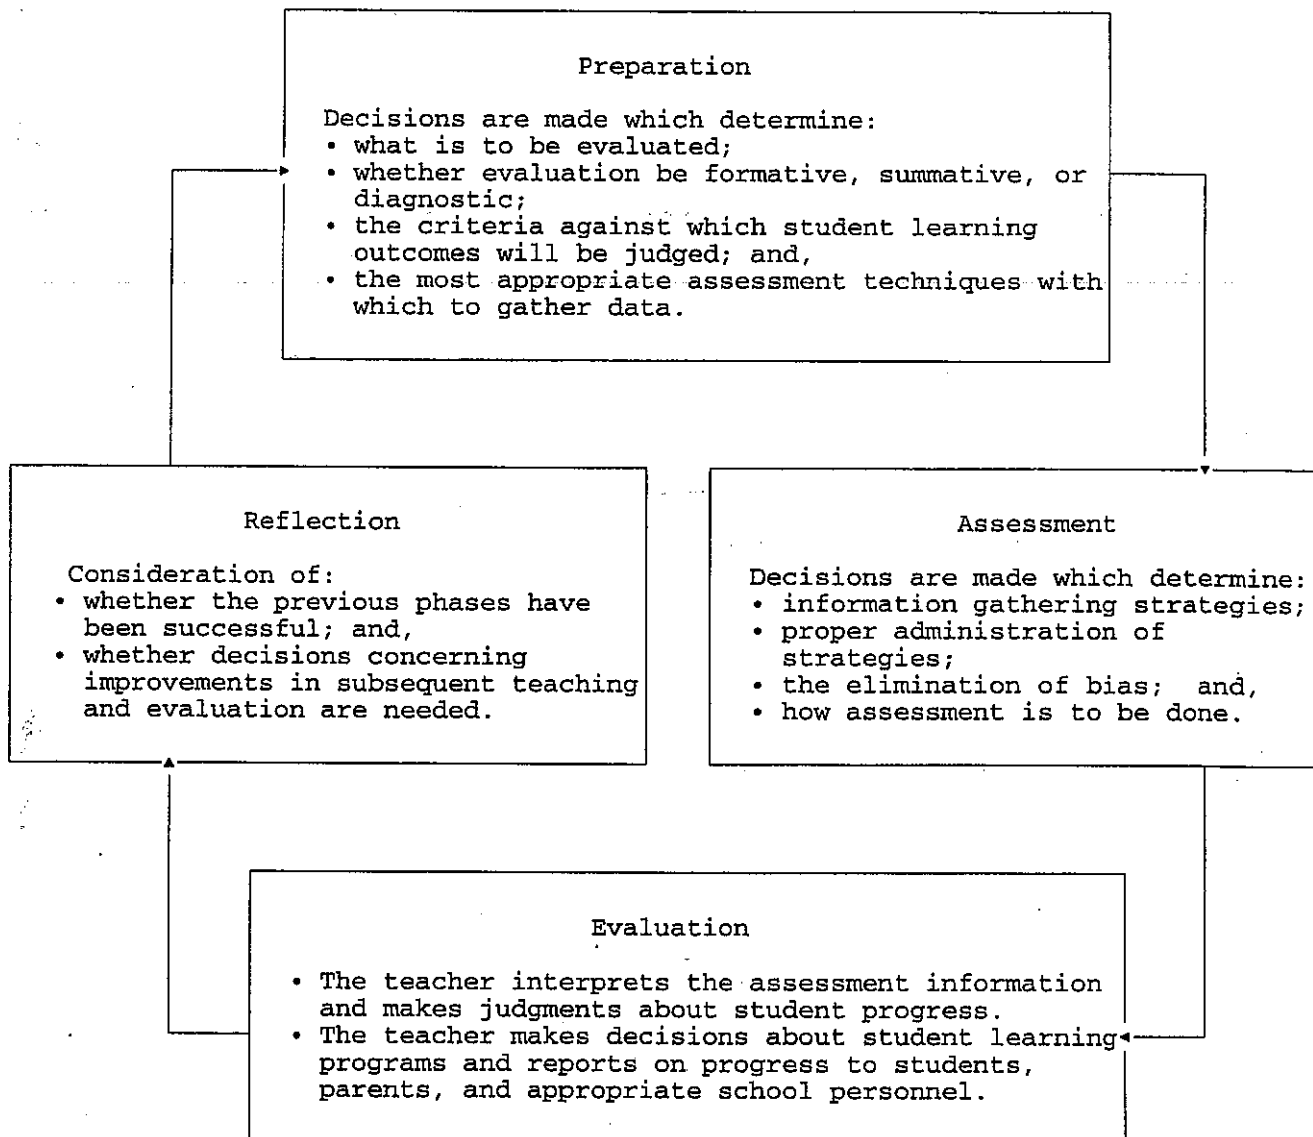 Preparation
Decisions are made which determine:
• what is to be evaluated;
• whether evaluation be formative, summative, or
diagnostic;
• the criteria against which student learning
outcomes will be judged; and,
• the most appropriate assessment techniques with
which to gather data.
Reflection
Consideration of:
• whether the previous phases have
been successful; and,
• whether decisions concerning
improvements in subsequent teaching
and evaluation are needed.
Assessment
Decisions are made which determine:
• information gathering strategies;
• proper administration of
strategies;
• the elimination of bias; and,
• how assessment is to be done.
Evaluation
• The teacher interprets the assessment information
and makes judgments about student progress.
• The teacher makes decisions about student learning
programs and reports on progress to students,
parents, and appropriate school personnel.